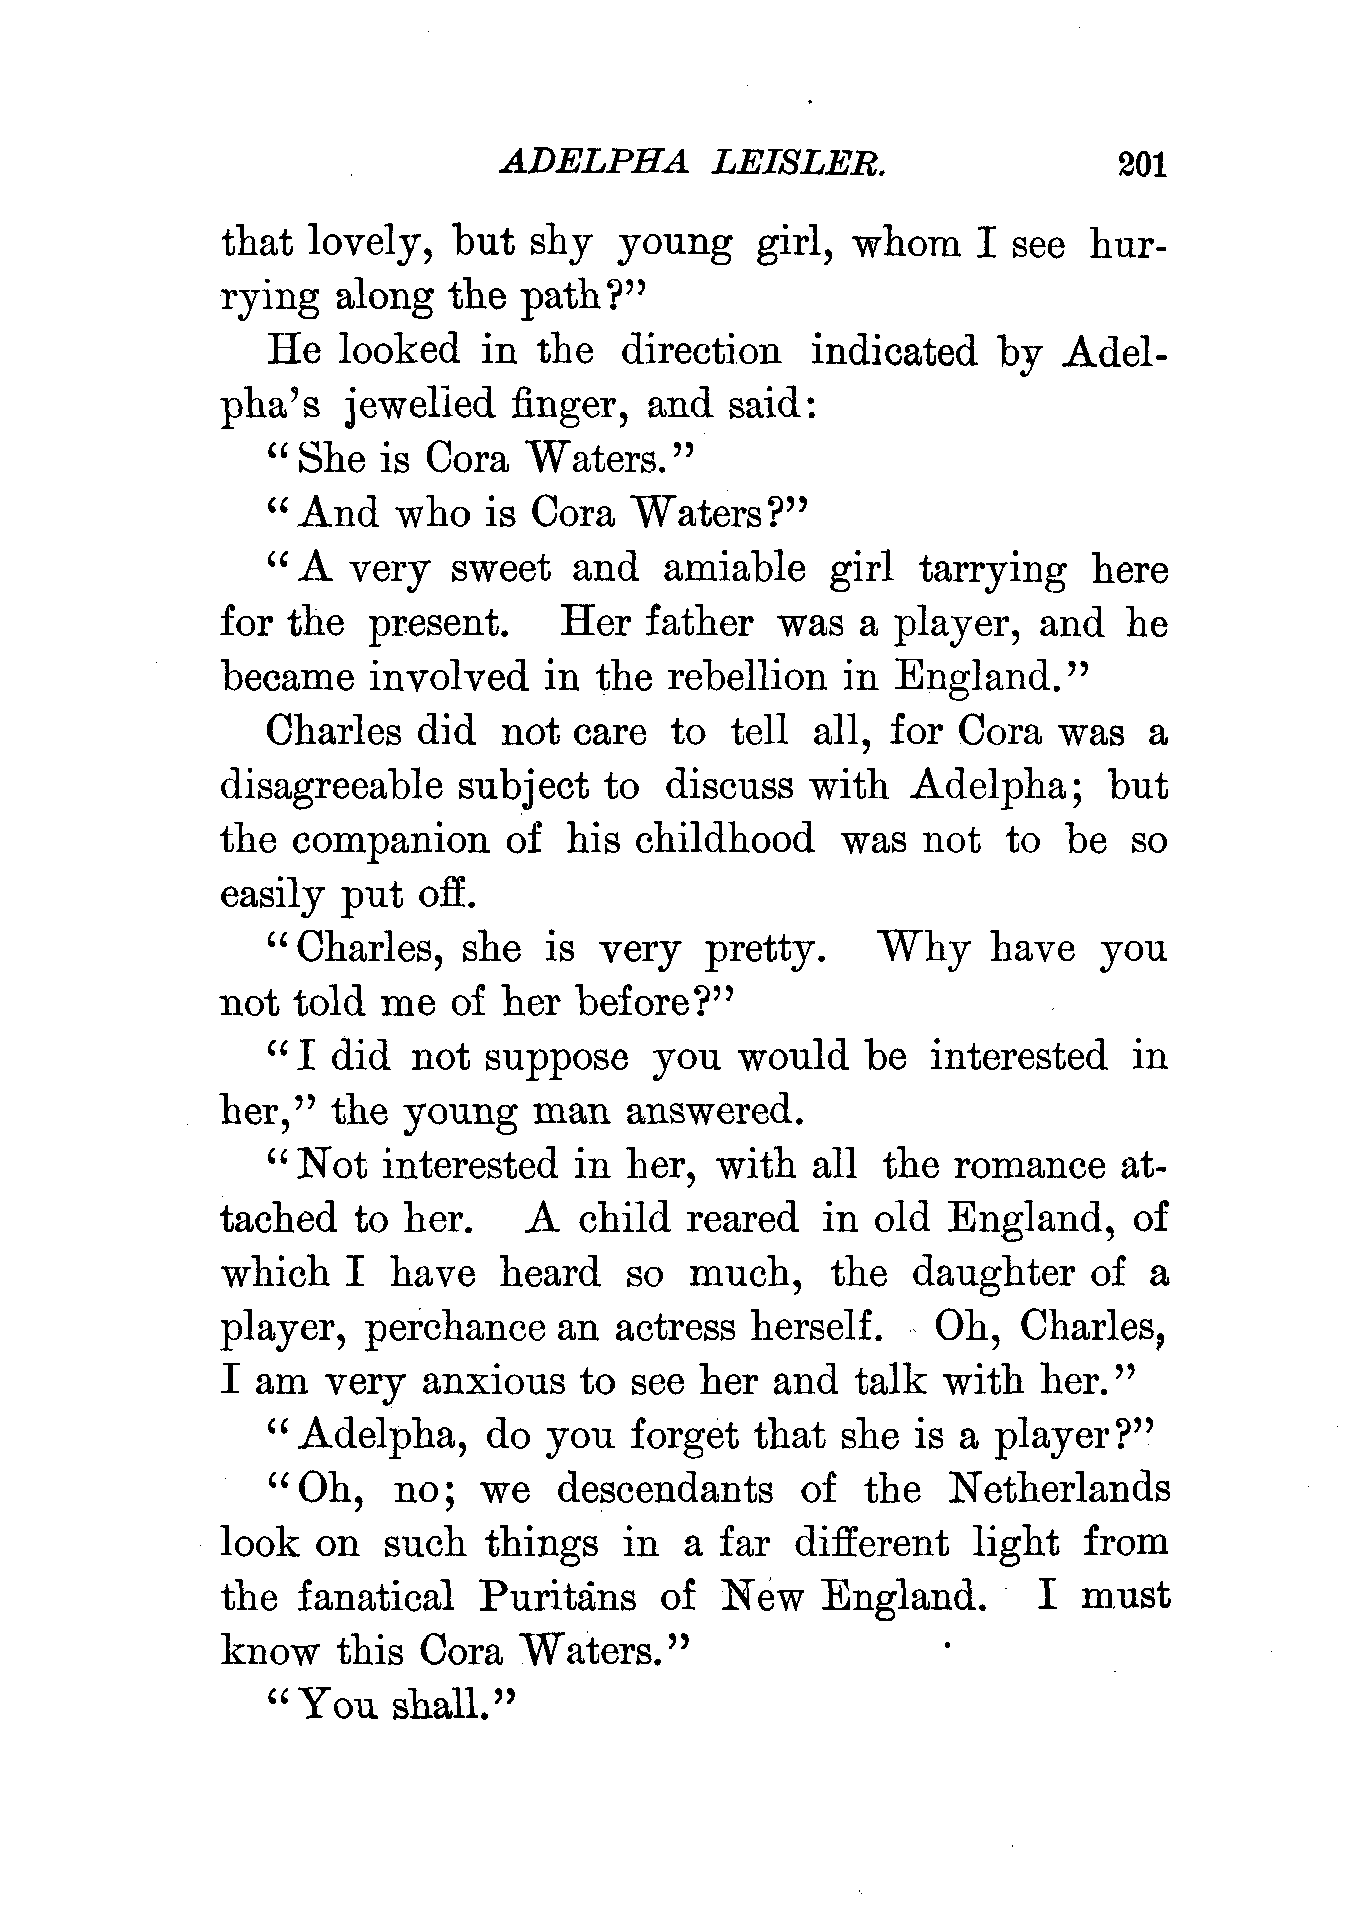 ADELPHA LEISLER. 201
that lovely, but shy young girl, whom I see hur-
rying along the path?"
He looked in the direction indicated by Adel-
pha's jewelled finger, and said:
"She is Cora Waters."
"And who is Cora Waters?"
"A very sweet and amiable girl tarrying here
for the present. Her father was a player, and he
became involved in the rebellion in England."
Charles did not care to tell all, for Cora was a
disagreeable subject to discuss with Adelpha; but
the companion of his childhood was not to be so
easily put off.
"Charles, she is very pretty. Why have you
not told me of her before?"
"I did not suppose you would be interested in
her," the young man answered.
"Not interested in her, with all the romance at-
tached to her. A child reared in old England, of
which I have heard so much, the daughter of a
player, perchance an actress herself. Oh, Charles,
I am very anxious to see her and talk with her."
"Adelpha, do you forget that she is a player?"
"Oh, no; we descendants of the Netherlands
look on such things in a far different light from
the fanatical Puritans of New England. I must
know this Cora Waters."
"You shall."